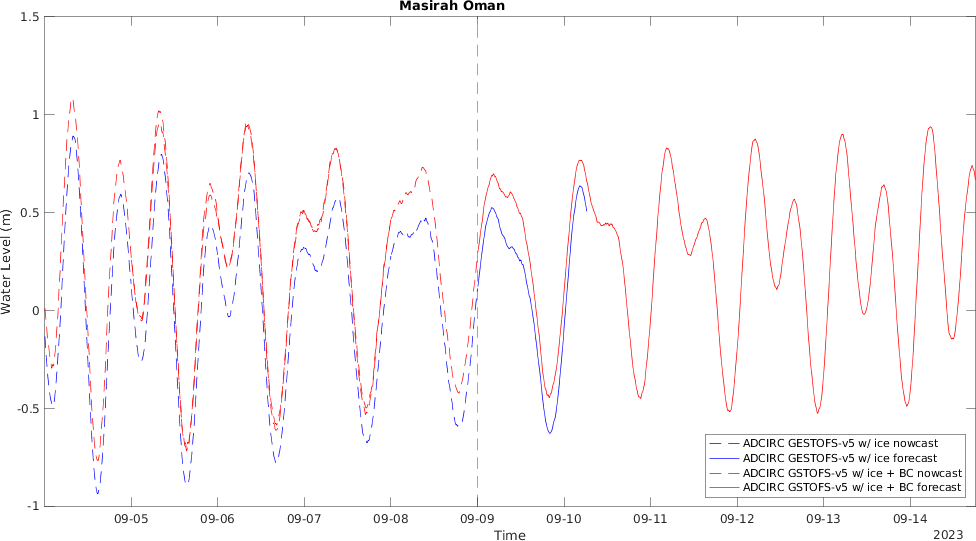 Masirah Oman
1.5
1
0.5
0
-0.5
-1
Water Level (m)
09-05
09-06
09-07
09-08
09-09
09-10
09-11
09-12
09-13
09-14
Time
2023
ADCIRC GESTOFS-v5 w/ ice nowcast
ADCIRC GESTOFS-v5 w/ ice forecast
ADCIRC GSTOFS-v5 w/ ice + BC nowcast
ADCIRC GSTOFS-v5 w/ ice + BC forecast